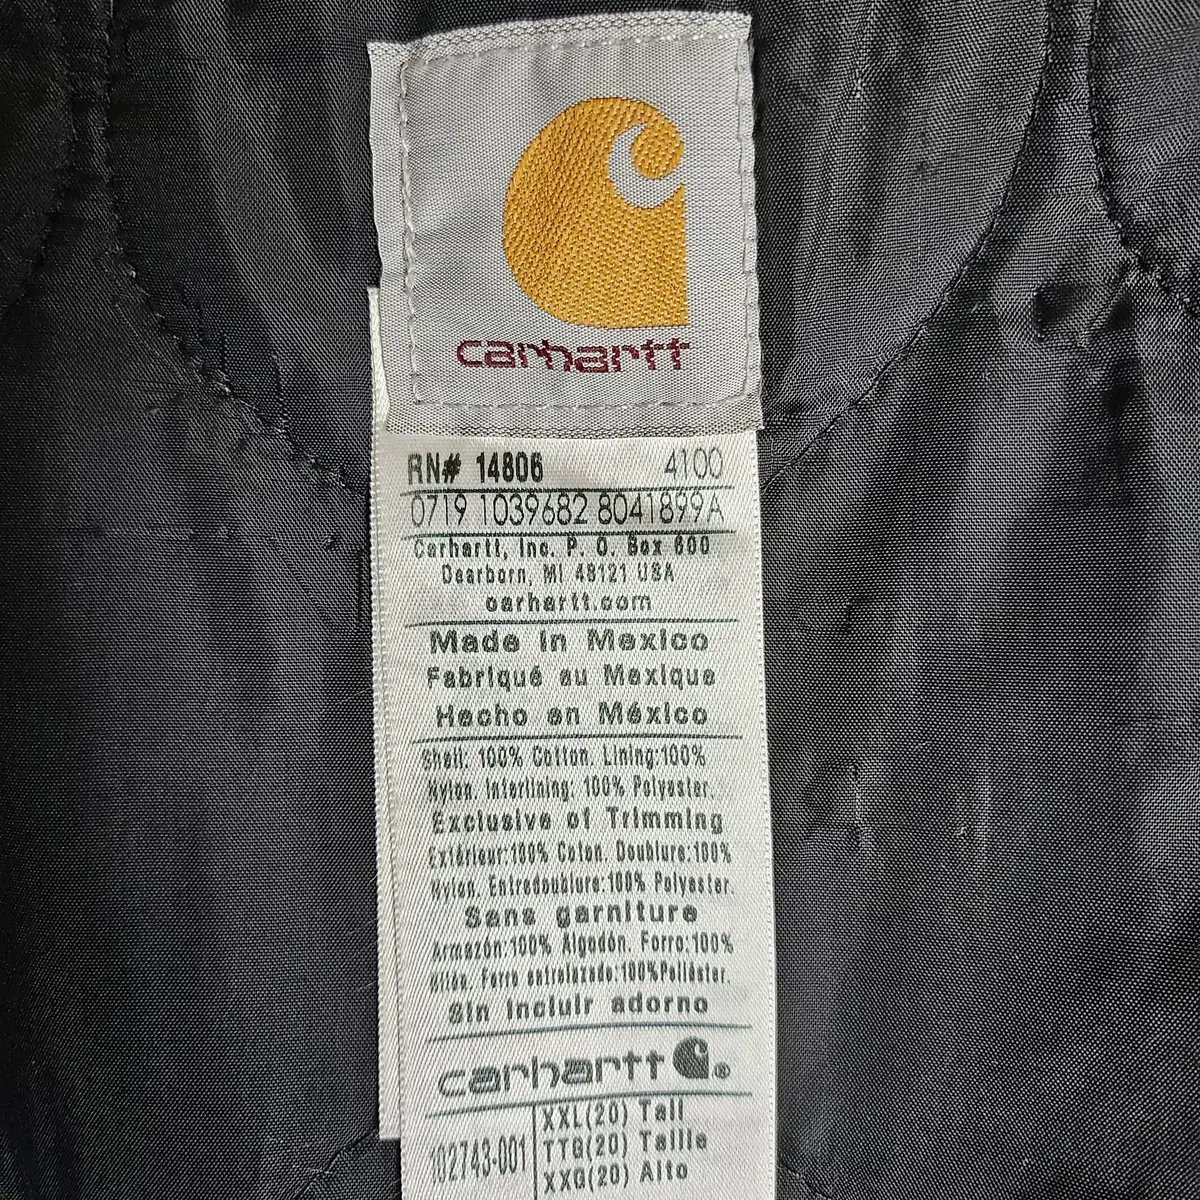 carhartt
RN# 14806 4100
0719 1039682 8041899A
Carhartt, Inc. P. O. Box 600
Dearborn, MI 48121 USA
carhartt.com
Made in Mexico
Fabriqué au Mexique
Hecho en México
Shell: 100% Cotton. Lining:100%
Nylon. Interlining: 100% Polyester.
Exclusive of Trimming
Extérieur:100% Coton. Doublure:100%
Nylon. Entredoublure:100% Polyester.
Sans garniture
Armazón:100% Algodón. Forro:100%
Nilón. Forro entrelazado:100%Poliéster.
Sin incluir adorno
carhartt ®
102743-001
XXL(20) Tall
TTG(20) Taille
XXG(20) Alto